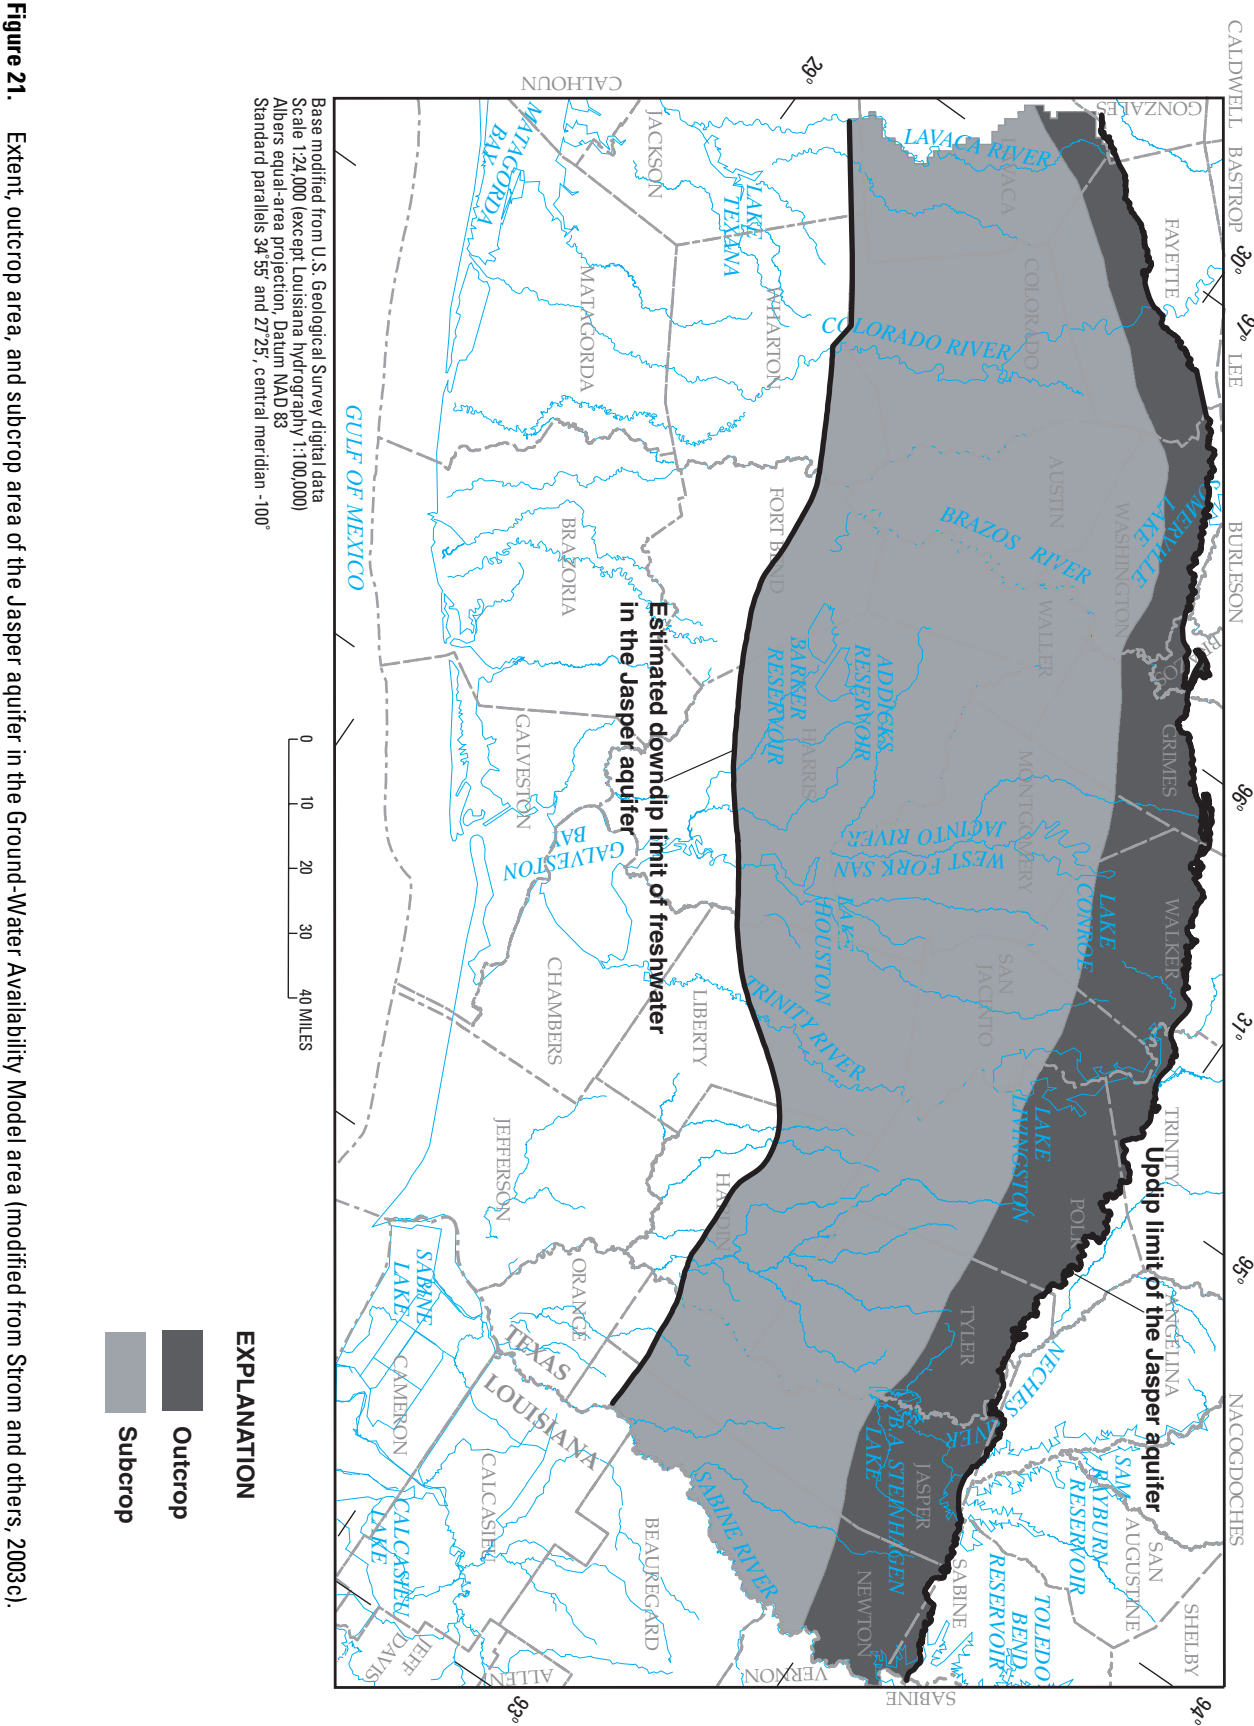 CALDWELL
BASTROP
30°
97°
LEE
BURLESON
96°
31°
95°
NACOGDOCHES
94°
GONZALES
FAYETTE
LAVACA RIVER
LAVACA
COLORADO
COLORADO RIVER
29°
CALHOUN
JACKSON
LAKE
TEXANA
WHARTON
MATAGORDA
MATAGORDA
BAY
AUSTIN
WASHINGTON
SOMERVILLE
LAKE
BRAZOS
BRAZOS RIVER
WALLER
FORT BEND
BRAZORIA
GRIMES
ADDICKS
RESERVOIR
BARKER
RESERVOIR
HARRIS
MONTGOMERY
WEST FORK SAN
JACINTO RIVER
LAKE
CONROE
WALKER
LAKE
HOUSTON
SAN
JACINTO
TRINITY RIVER
LIBERTY
GALVESTON
GALVESTON
BAY
CHAMBERS
GULF OF MEXICO
TRINITY
LAKE
LIVINGSTON
POLK
HARDIN
JEFFERSON
ORANGE
TYLER
ANGELINA
NECHES
RIVER
SAM
RAYBURN
RESERVOIR
SAN
AUGUSTINE
SHELBY
SABINE
TOLEDO
BEND
RESERVOIR
B.A. STEINHAGEN
LAKE
JASPER
NEWTON
SABINE
SABINE RIVER
TEXAS
LOUISIANA
SABINE
LAKE
CAMERON
CALCASIEU
CALCASIEU
LAKE
BEAUREGARD
VERNON
ALLEN
JEFF
DAVIS
93°
Updip limit of the Jasper aquifer
Estimated downdip limit of freshwater
in the Jasper aquifer
Base modified from U.S. Geological Survey digital data
Scale 1:24,000 (except Louisiana hydrography 1:100,000)
Albers equal-area projection, Datum NAD 83
Standard parallels 34°55' and 27°25', central meridian -100°
0 10 20 30 40 MILES
EXPLANATION
Outcrop
Subcrop
Figure 21. Extent, outcrop area, and subcrop area of the Jasper aquifer in the Ground-Water Availability Model area (modified from Strom and others, 2003c).